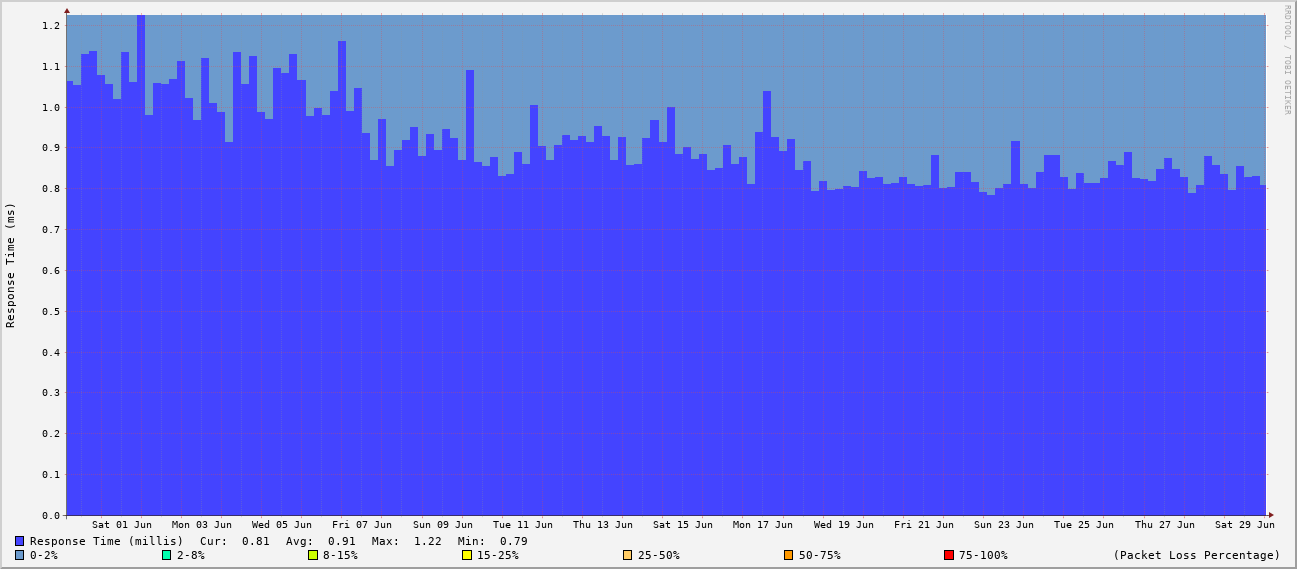 RRDTOOL / TOBI OETIKER
Response Time (ms)
1.2
1.1
1.0
0.9
0.8
0.7
0.6
0.5
0.4
0.3
0.2
0.1
0.0
Sat 01 Jun Mon 03 Jun Wed 05 Jun Fri 07 Jun Sun 09 Jun Tue 11 Jun Thu 13 Jun Sat 15 Jun Mon 17 Jun Wed 19 Jun Fri 21 Jun Sun 23 Jun Tue 25 Jun Thu 27 Jun Sat 29 Jun
Response Time (millis) Cur: 0.81 Avg: 0.91 Max: 1.22 Min: 0.79
0-2% 2-8% 8-15% 15-25% 25-50% 50-75% 75-100% (Packet Loss Percentage)